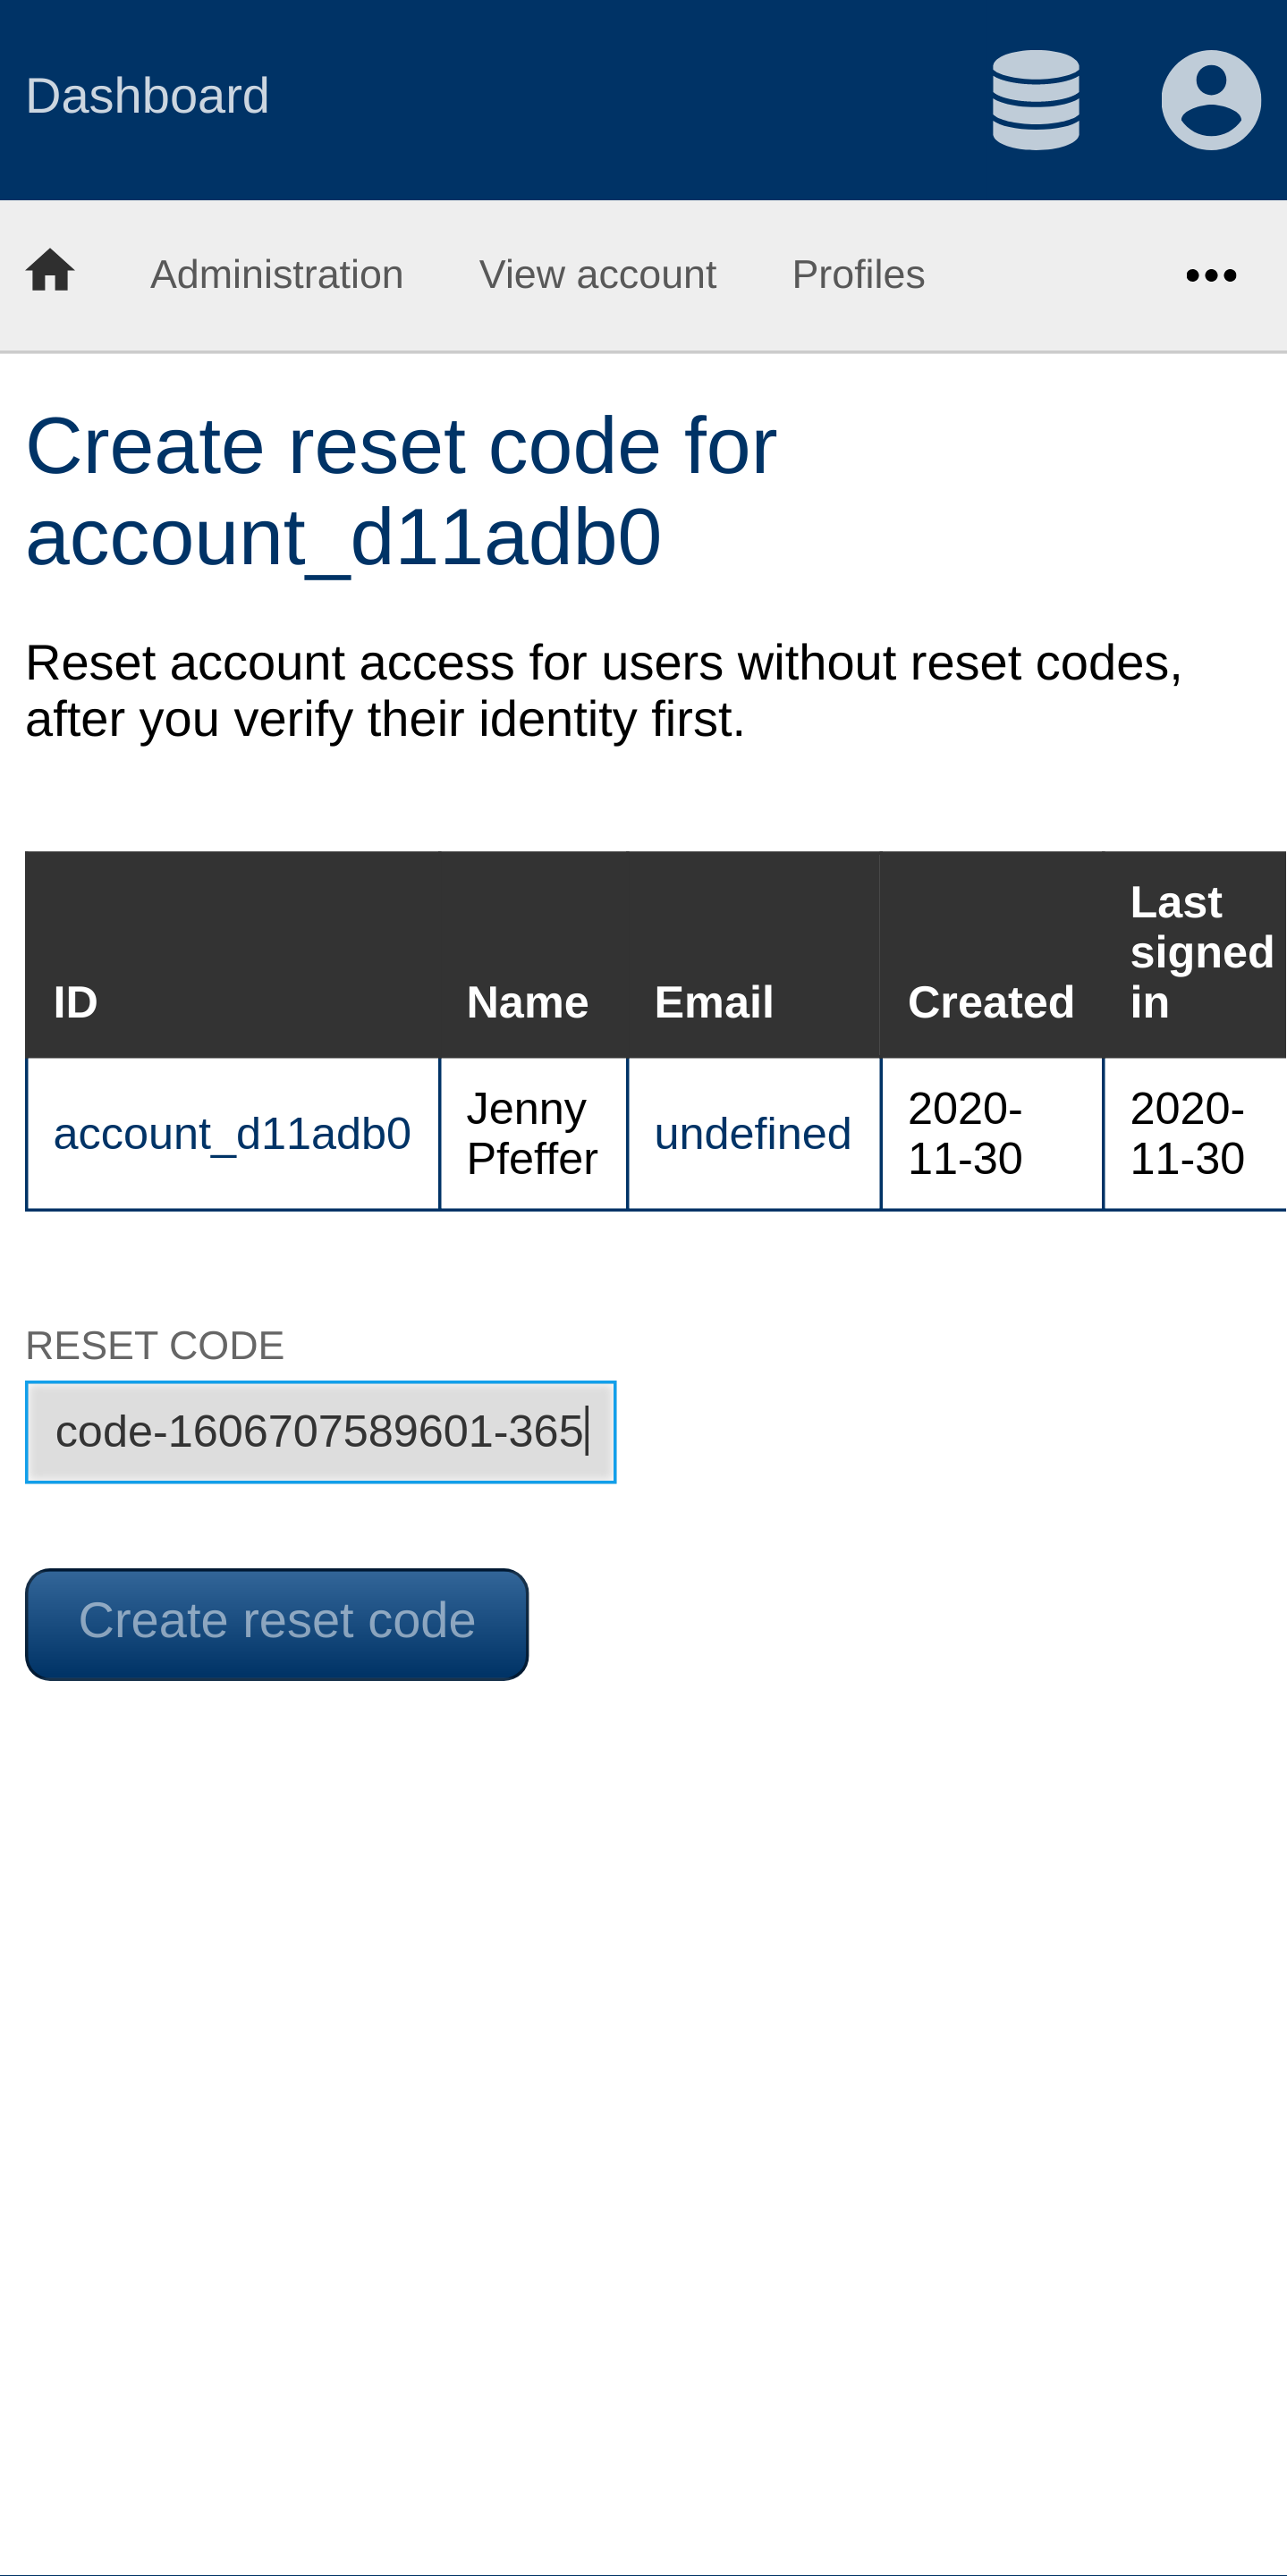 Dashboard
Administration View account Profiles
Create reset code for
account_d11adb0
Reset account access for users without reset codes,
after you verify their identity first.
ID Name Email Created Last signed in
account_d11adb0 Jenny Pfeffer undefined 2020-11-30 2020-11-30
RESET CODE
code-1606707589601-365
Create reset code